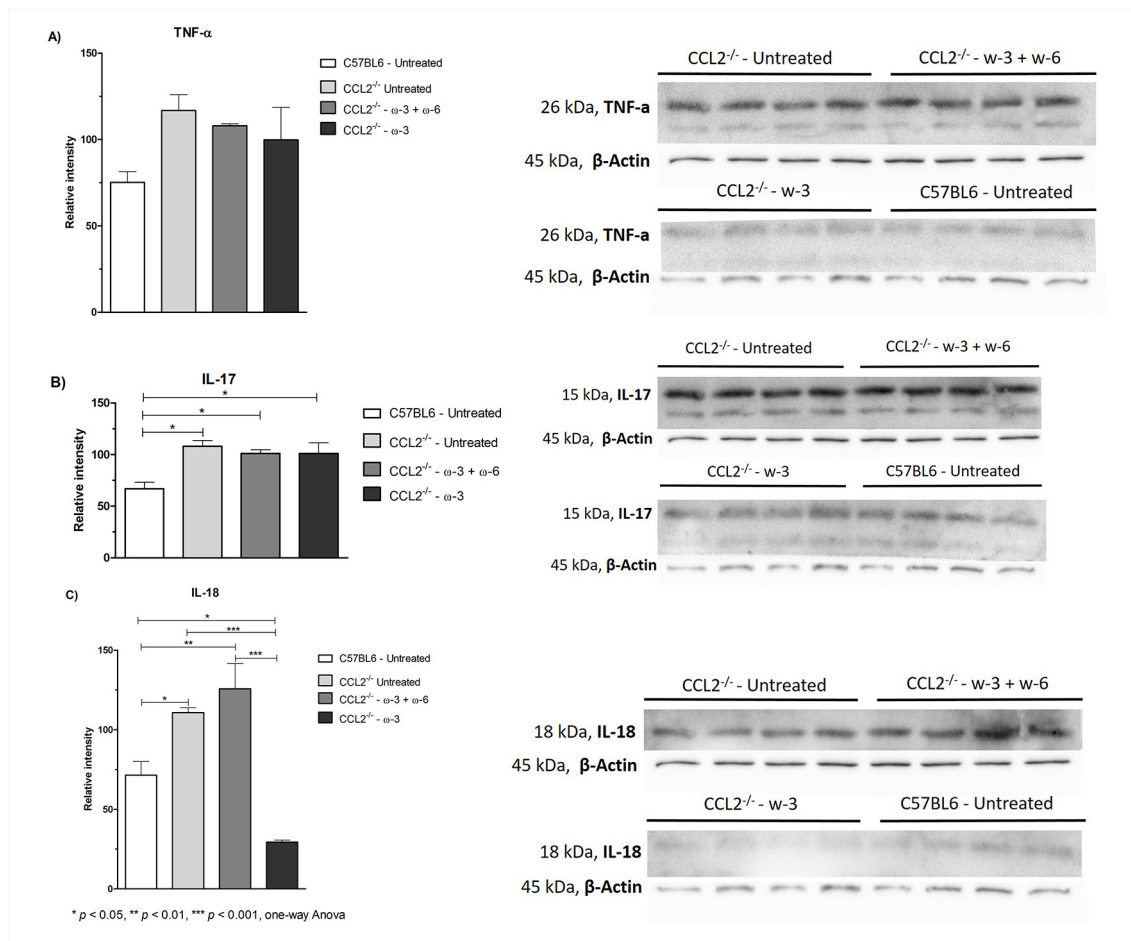 A)
TNF-α
150
100
50
0
Relative intensity
C57BL6 - Untreated
CCL2-/- Untreated
CCL2-/- - ω-3 + ω-6
CCL2-/- - ω-3
CCL2-/- - Untreated
CCL2-/- - w-3 + w-6
26 kDa, TNF-a
45 kDa, β-Actin
CCL2-/- - w-3
C57BL6 - Untreated
26 kDa, TNF-a
45 kDa, β-Actin
B)
IL-17
150
100
50
0
Relative intensity
*
*
*
C57BL6 - Untreated
CCL2-/- - Untreated
CCL2-/- - ω-3 + ω-6
CCL2-/- - ω-3
CCL2-/- - Untreated
CCL2-/- - w-3 + w-6
15 kDa, IL-17
45 kDa, β-Actin
CCL2-/- - w-3
C57BL6 - Untreated
15 kDa, IL-17
45 kDa, β-Actin
C)
IL-18
150
100
50
0
Relative intensity
*
***
**
***
*
C57BL6 - Untreated
CCL2-/- Untreated
CCL2-/- - ω-3 + ω-6
CCL2-/- - ω-3
CCL2-/- - Untreated
CCL2-/- - w-3 + w-6
18 kDa, IL-18
45 kDa, β-Actin
CCL2-/- - w-3
C57BL6 - Untreated
18 kDa, IL-18
45 kDa, β-Actin
* p < 0.05, ** p < 0.01, *** p < 0.001, one-way Anova